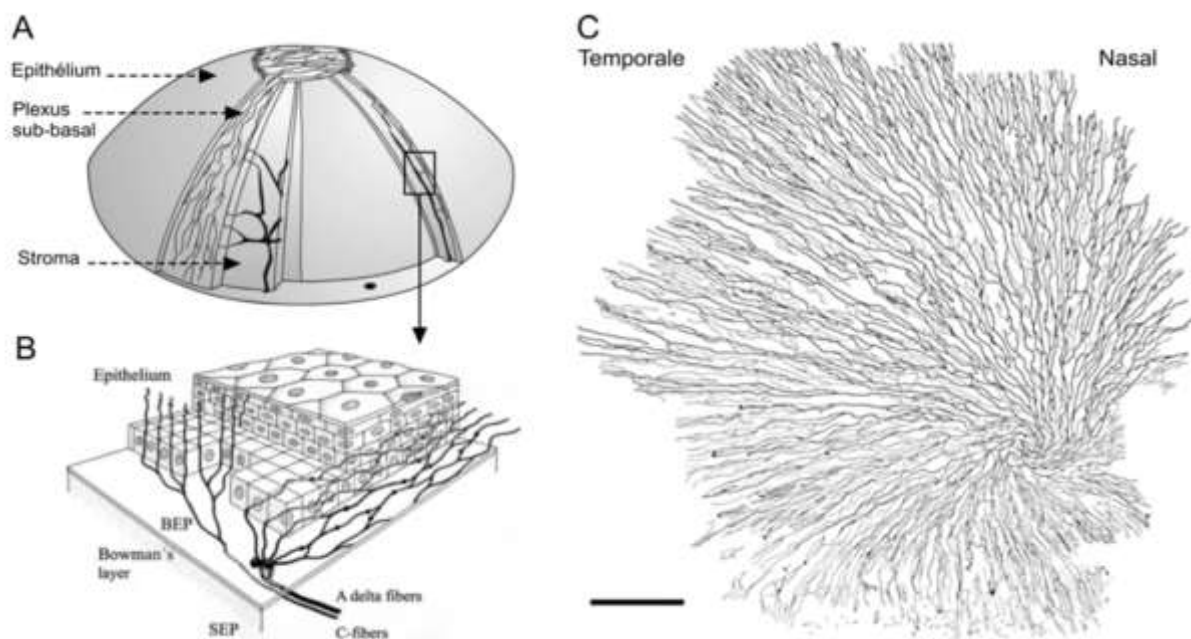 A
Epithélium
Plexus
sub-basal
Stroma
B
Epithelium
BEP
Bowman´s
layer
SEP
A delta fibers
C-fibers
C
Temporale
Nasal